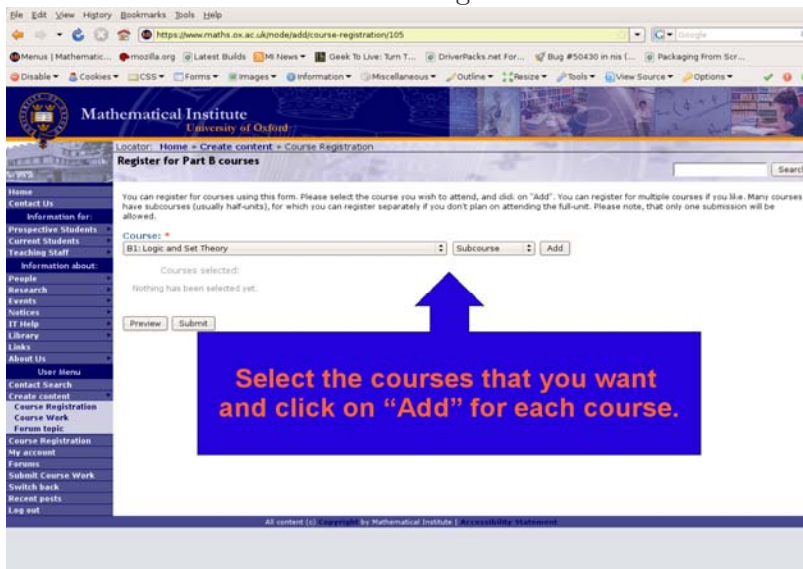 File Edit View History Bookmarks Tools Help
https://www.maths.ox.ac.uk/node/add/course-registration/105
Google
Menus | Mathematic... mozilla.org Latest Builds MI News Geek To Live: Turn T... DriverPacks.net For... Bug #50430 in nis (... Packaging From Scr...
Disable Cookies CSS Forms Images Information Miscellaneous Outline Resize Tools View Source Options
Mathematical Institute
University of Oxford
Locator: Home » Create content » Course Registration
Register for Part B courses
Search
You can register for courses using this form. Please select the course you wish to attend, and click on "Add". You can register for multiple courses if you like. Many courses
have subcourses (usually half-units), for which you can register separately if you don't plan on attending the full-unit. Please note, that only one submission will be
allowed.
Course: *
B1: Logic and Set Theory Subcourse Add
Courses selected:
Nothing has been selected yet.
Preview Submit
Select the courses that you want
and click on “Add” for each course.
Home
Contact Us
Information for:
Prospective Students
Current Students
Teaching Staff
Information about:
People
Research
Events
Notices
IT Help
Library
Links
About Us
User Menu
Contact Search
Create content
Course Registration
Course Work
Forum topic
Course Registration
My account
Forums
Submit Course Work
Switch back
Recent posts
Log out
All content (c) Copyright by Mathematical Institute | Accessibility Statement